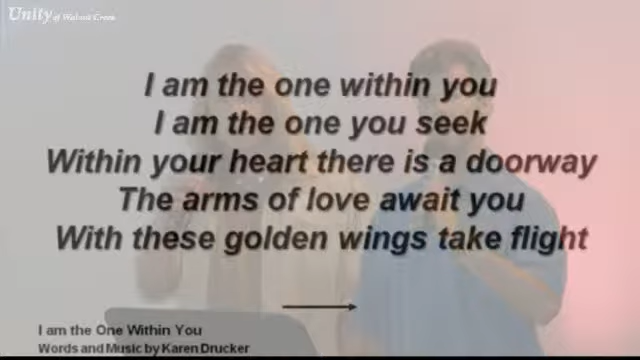 Unity of Walnut Creek
I am the one within you
I am the one you seek
Within your heart there is a doorway
The arms of love await you
With these golden wings take flight
I am the One Within You
Words and Music by Karen Drucker